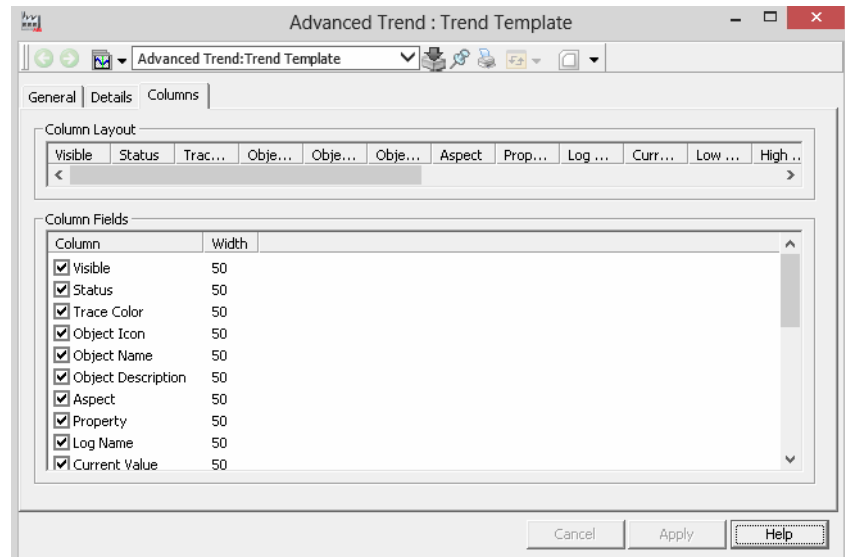 Advanced Trend : Trend Template
Advanced Trend:Trend Template
General Details Columns
Column Layout
Visible Status Trac... Obje... Obje... Obje... Aspect Prop... Log ... Curr... Low ... High ..
Column Fields
Column Width
Visible 50
Status 50
Trace Color 50
Object Icon 50
Object Name 50
Object Description 50
Aspect 50
Property 50
Log Name 50
Current Value 50
Cancel Apply Help